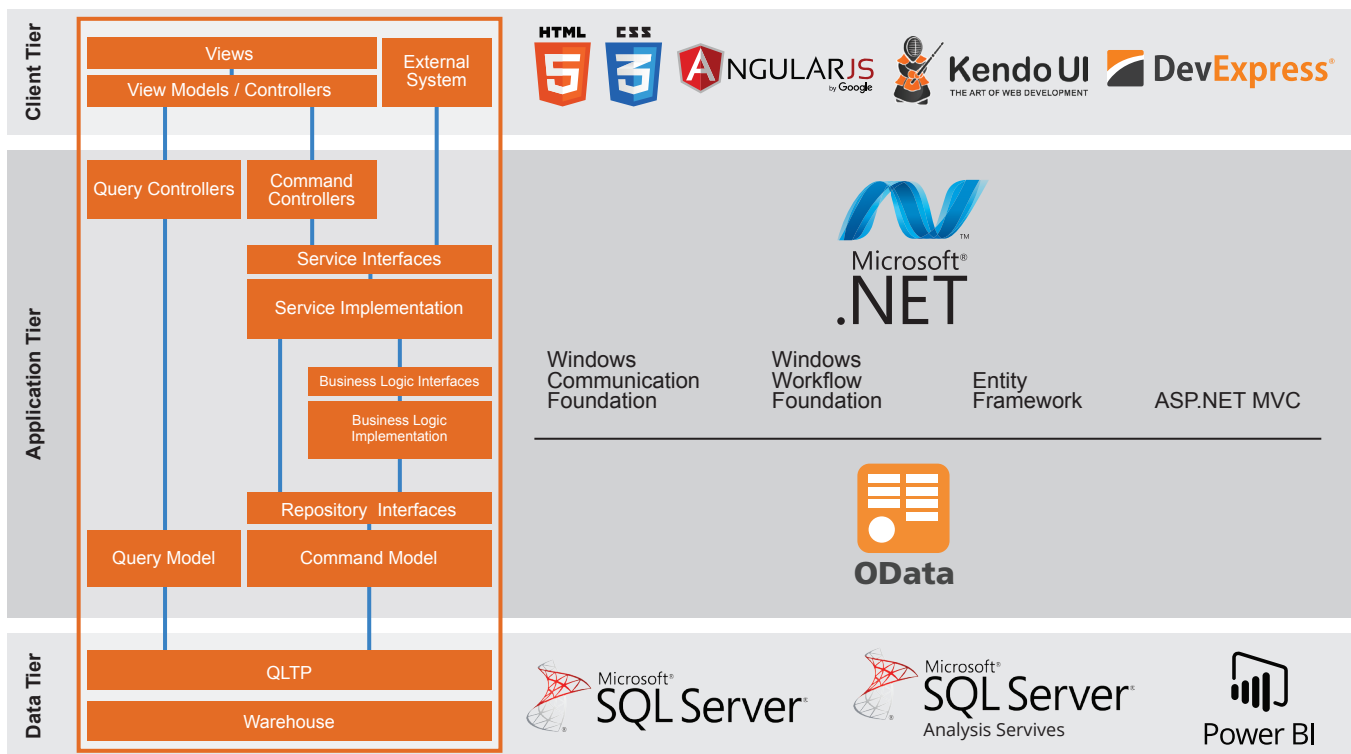 Client Tier
Views
View Models / Controllers
External
System
HTML
5
CSS
3
A NGULARJS
by Google
Kendo UI
THE ART OF WEB DEVELOPMENT
DevExpress®
Application Tier
Query Controllers
Command
Controllers
Service Interfaces
Service Implementation
Business Logic Interfaces
Business Logic
Implementation
Repository Interfaces
Query Model
Command Model
TM
Microsoft®
.NET
Windows
Communication
Foundation
Windows
Workflow
Foundation
Entity
Framework
ASP.NET MVC
OData
Data Tier
QLTP
Warehouse
Microsoft®
SQL Server®
Microsoft®
SQL Server®
Analysis Servives
Power BI